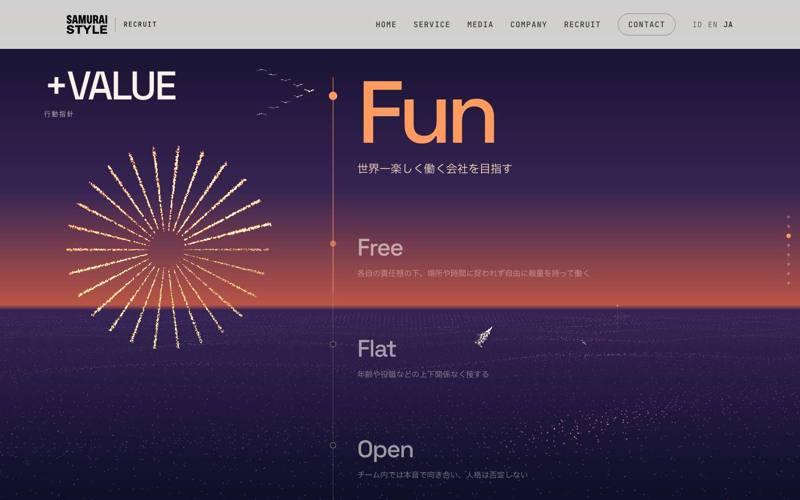 SAMURAI
STYLE
RECRUIT
HOME SERVICE MEDIA COMPANY RECRUIT CONTACT ID EN JA
+VALUE
行動指針
Fun
世界一楽しく働く会社を目指す
Free
各自の責任感の下、場所や時間に捉われず自由に裁量を持って働く
Flat
年齢や役職などの上下関係なく接する
Open
チーム内では本音で向き合い、人格は否定しない